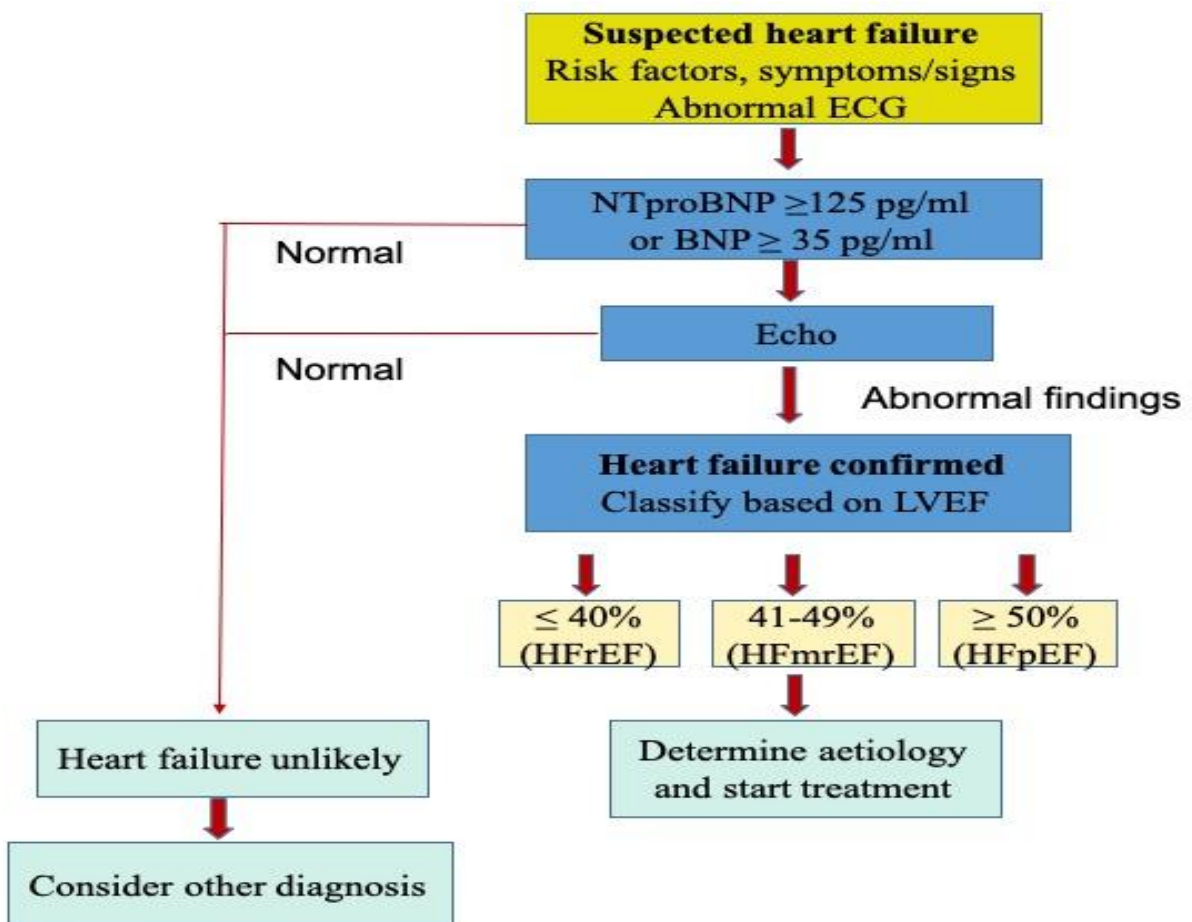 Suspected heart failure
Risk factors, symptoms/signs
Abnormal ECG
NTproBNP ≥125 pg/ml
or BNP ≥ 35 pg/ml
Normal
Echo
Normal
Abnormal findings
Heart failure confirmed
Classify based on LVEF
≤ 40%
(HFrEF)
41-49%
(HFmrEF)
≥ 50%
(HFpEF)
Heart failure unlikely
Determine aetiology
and start treatment
Consider other diagnosis